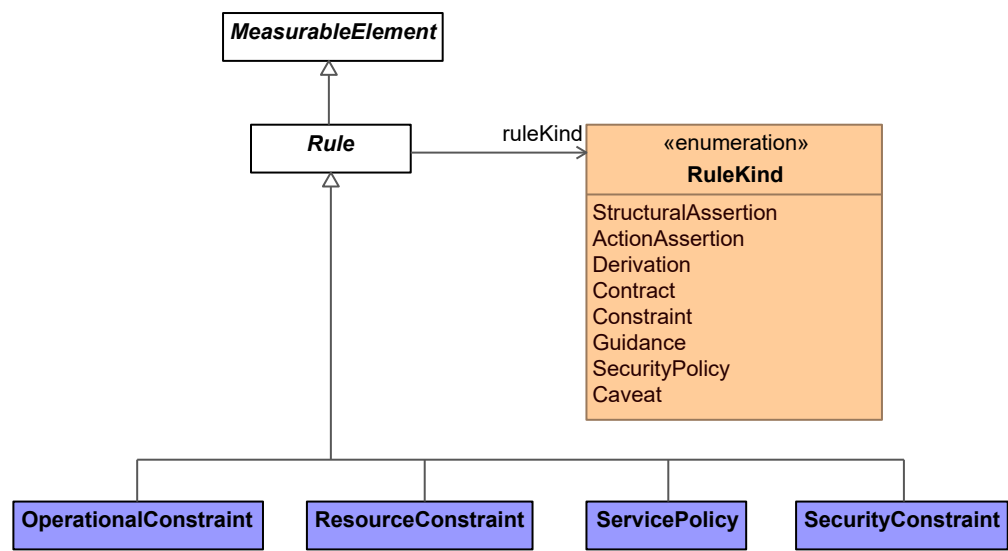 MeasurableElement
Rule
ruleKind
«enumeration»
RuleKind
StructuralAssertion
ActionAssertion
Derivation
Contract
Constraint
Guidance
SecurityPolicy
Caveat
OperationalConstraint
ResourceConstraint
ServicePolicy
SecurityConstraint